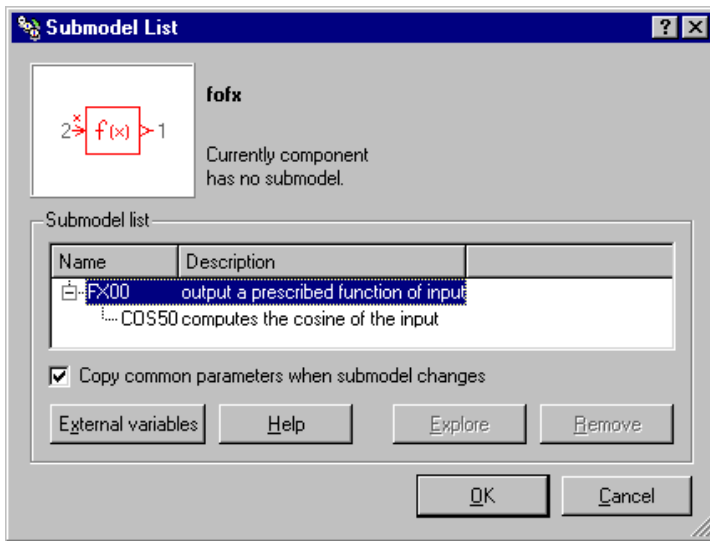 Submodel List
fofx
x
2 f(x) 1
Currently component
has no submodel.
Submodel list
Name Description
FX00 output a prescribed function of input
COS50 computes the cosine of the input
Copy common parameters when submodel changes
External variables Help Explore Remove
OK Cancel